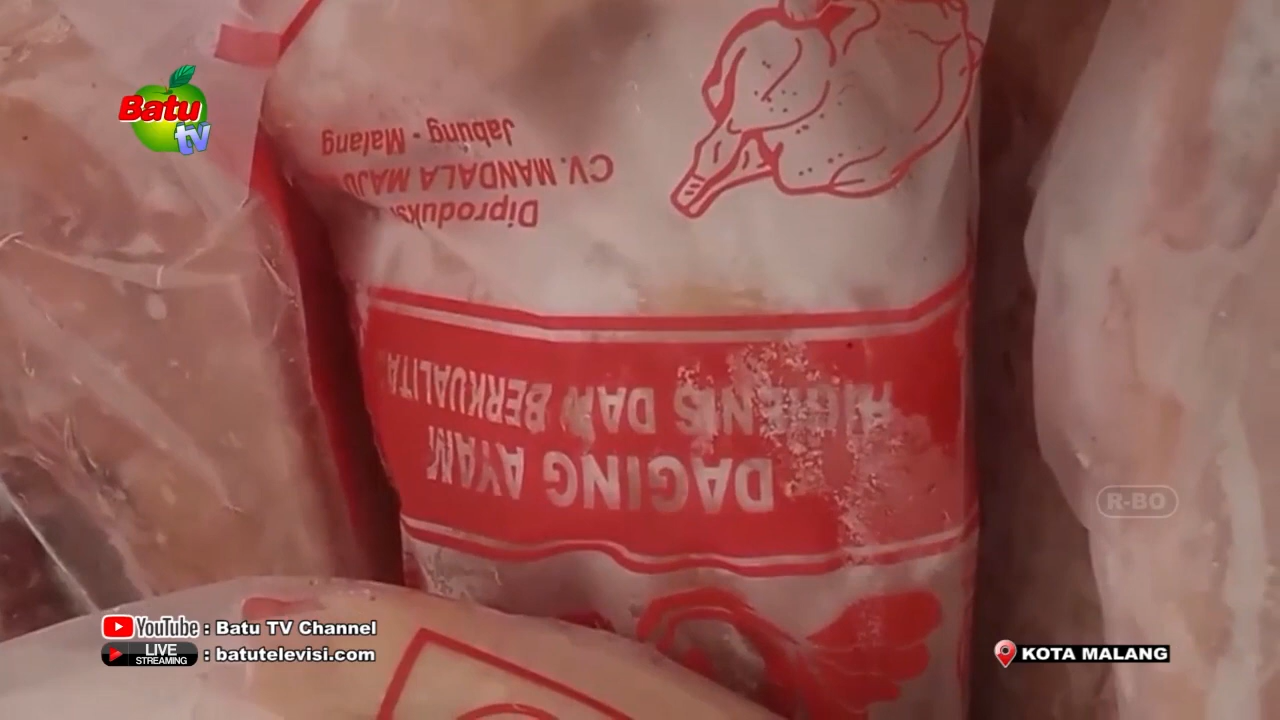 Batu
tv
DAGING AYAM
HIGIENIS DAN BERKUALITA
Diproduksi
CV. MANDALA MAJU
Jabung - Malang
R-BO
YouTube : Batu TV Channel
LIVE STREAMING : batutelevisi.com
KOTA MALANG